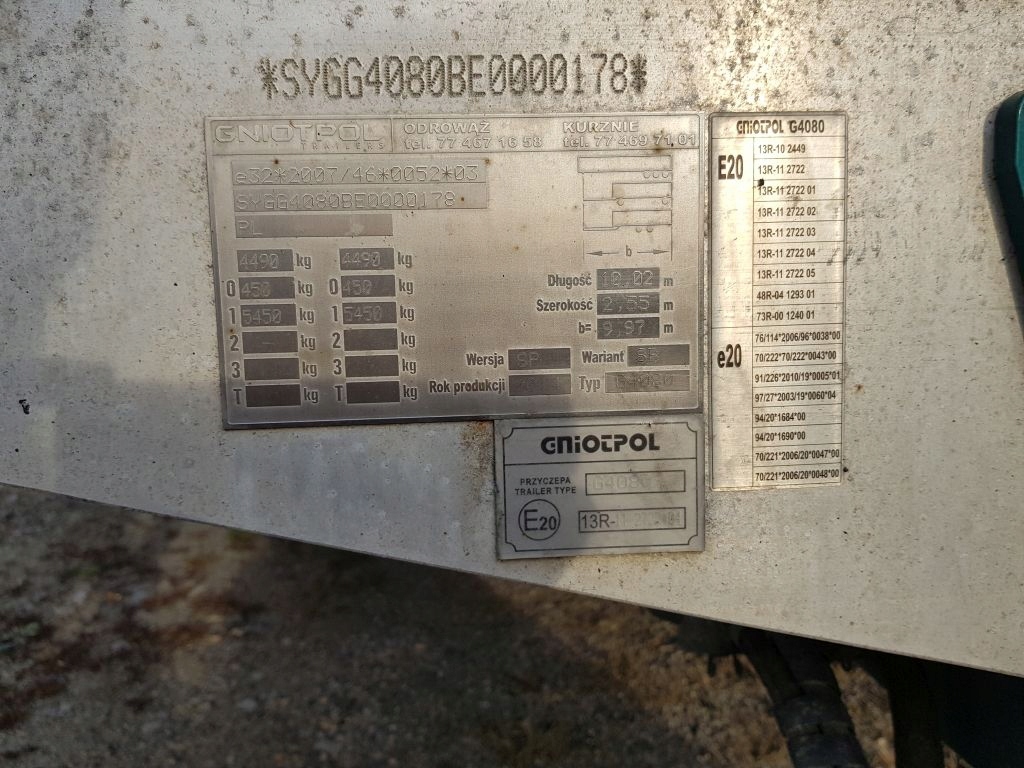 *SYGG4080BE0000178*
GNIOTPOL
TRAILERS
ODROWĄŻ
tel. 77 467 16 58
KURZNIE
tel. 77 469 71 01
e32*2007/46*0052*03
SYGG4080BE0000178
PL
b
4490 kg 4490 kg
0 450 kg 0 450 kg
1 5450 kg 1 5450 kg
2 - kg 2 - kg
3 - kg 3 - kg
T - kg T - kg
Długość 10,02 m
Szerokość 2,55 m
b= 9,97 m
Wersja Wariant
Rok produkcji Typ
GNIOTPOL
PRZYCZEPA
TRAILER TYPE G4080
E20 13R-11
GNIOTPOL G4080
E20
13R-10 2449
13R-11 2722
13R-11 2722 01
13R-11 2722 02
13R-11 2722 03
13R-11 2722 04
13R-11 2722 05
48R-04 1293 01
73R-00 1240 01
e20
76/114*2006/96*0038*00
70/222*70/222*0043*00
91/226*2010/19*0005*01
97/27*2003/19*0060*04
94/20*1684*00
94/20*1690*00
70/221*2006/20*0047*00
70/221*2006/20*0048*00